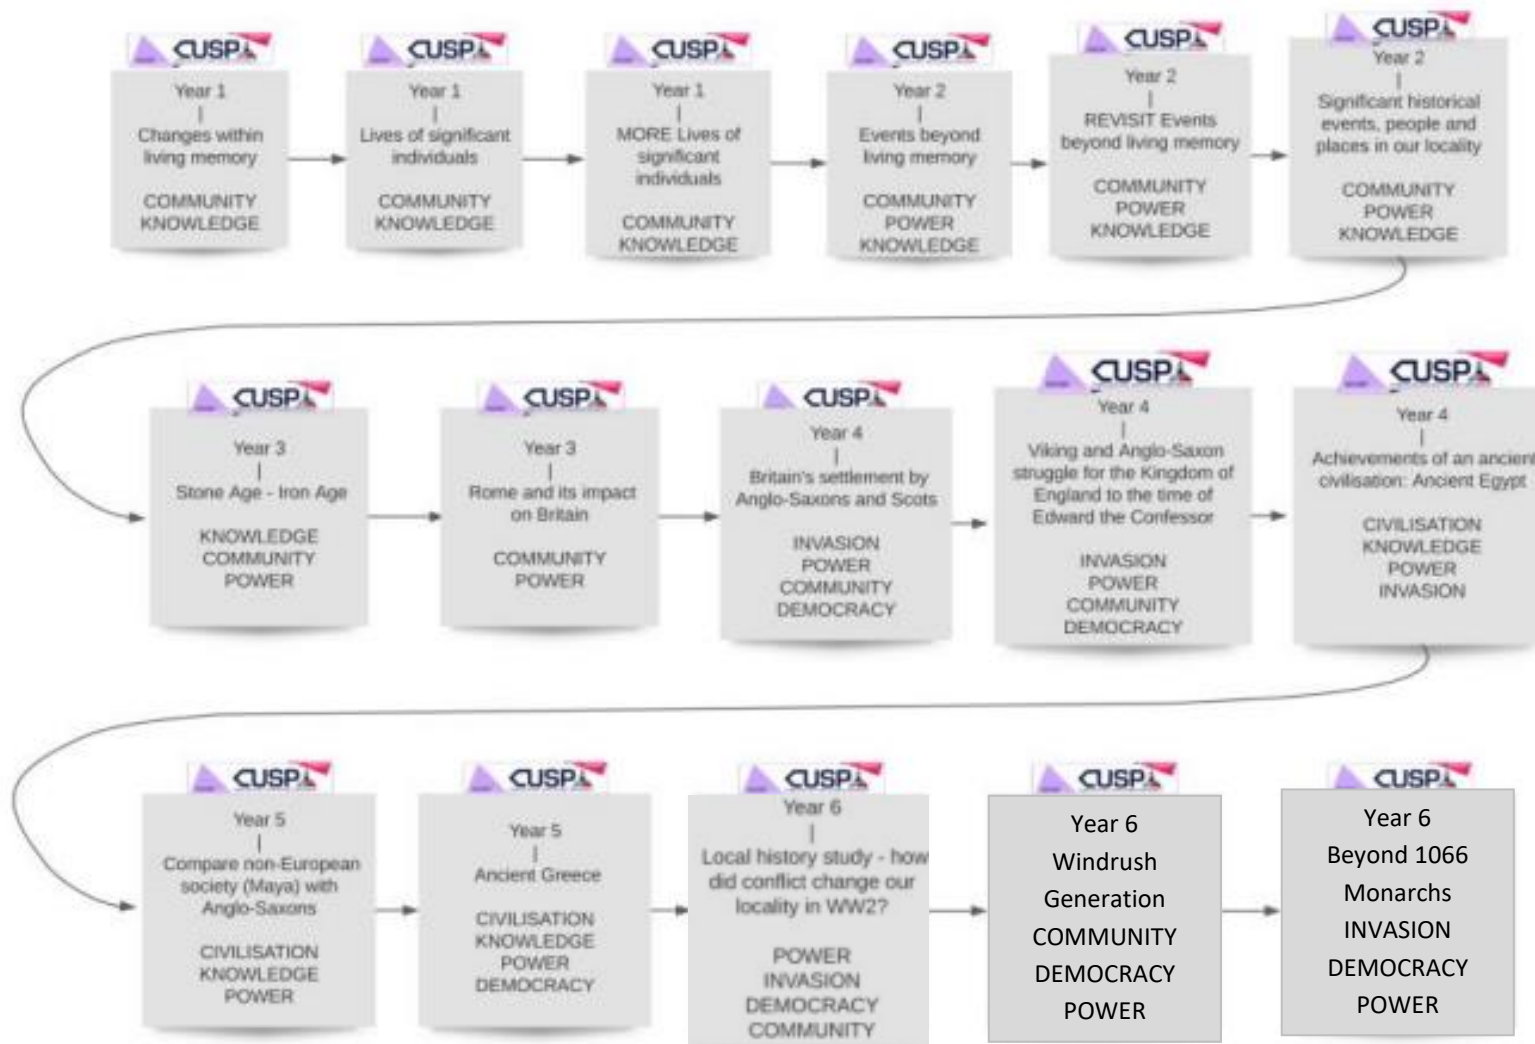 CUSP
Year 1
|
Changes within
living memory
COMMUNITY
KNOWLEDGE
CUSP
Year 1
|
Lives of significant
individuals
COMMUNITY
KNOWLEDGE
CUSP
Year 1
|
MORE Lives of
significant
individuals
COMMUNITY
KNOWLEDGE
CUSP
Year 2
|
Events beyond
living memory
COMMUNITY
POWER
KNOWLEDGE
CUSP
Year 2
|
REVISIT Events
beyond living memory
COMMUNITY
POWER
KNOWLEDGE
CUSP
Year 2
|
Significant historical
events, people and
places in our locality
COMMUNITY
POWER
KNOWLEDGE
CUSP
Year 3
|
Stone Age - Iron Age
KNOWLEDGE
COMMUNITY
POWER
CUSP
Year 3
|
Rome and its impact
on Britain
COMMUNITY
POWER
CUSP
Year 4
|
Britain's settlement by
Anglo-Saxons and Scots
INVASION
POWER
COMMUNITY
DEMOCRACY
CUSP
Year 4
|
Viking and Anglo-Saxon
struggle for the Kingdom of
England to the time of
Edward the Confessor
INVASION
POWER
COMMUNITY
DEMOCRACY
CUSP
Year 4
|
Achievements of an ancient
civilisation: Ancient Egypt
CIVILISATION
KNOWLEDGE
POWER
INVASION
CUSP
Year 5
|
Compare non-European
society (Maya) with
Anglo-Saxons
CIVILISATION
KNOWLEDGE
POWER
CUSP
Year 5
|
Ancient Greece
CIVILISATION
KNOWLEDGE
POWER
DEMOCRACY
CUSP
Year 6
|
Local history study - how
did conflict change our
locality in WW2?
POWER
INVASION
DEMOCRACY
COMMUNITY
CUSP
Year 6
Windrush
Generation
COMMUNITY
DEMOCRACY
POWER
CUSP
Year 6
Beyond 1066
Monarchs
INVASION
DEMOCRACY
POWER